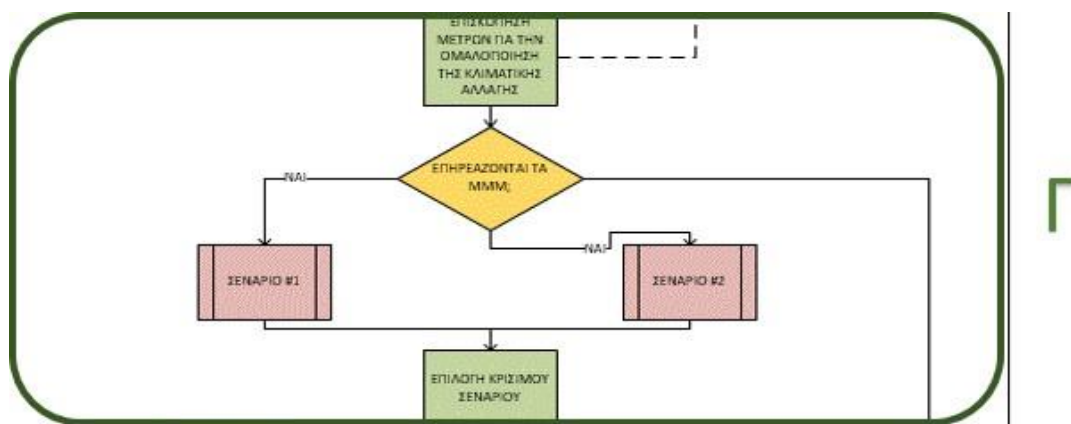 ΕΠΙΣΚΟΠΗΣΗ
ΜΕΤΡΩΝ ΓΙΑ ΤΗΝ
ΟΜΑΛΟΠΟΙΗΣΗ
ΤΗΣ ΚΛΙΜΑΤΙΚΗΣ
ΑΛΛΑΓΗΣ
ΕΠΗΡΕΑΖΟΝΤΑΙ ΤΑ
ΜΜΜ;
ΝΑΙ
ΝΑΙ
ΣΕΝΑΡΙΟ #1
ΣΕΝΑΡΙΟ #2
ΕΠΙΛΟΓΗ ΚΡΙΣΙΜΟΥ
ΣΕΝΑΡΙΟΥ